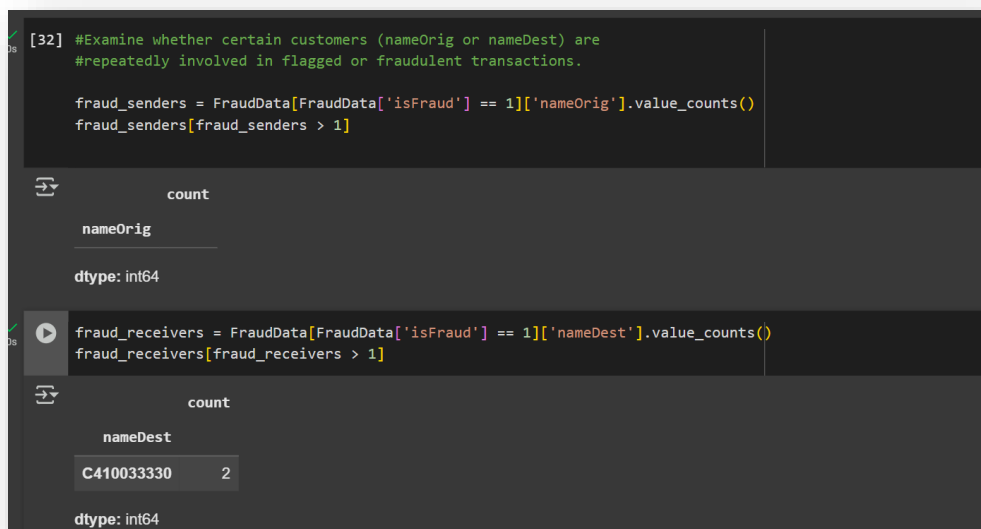 [32] #Examine whether certain customers (nameOrig or nameDest) are
0s
#repeatedly involved in flagged or fraudulent transactions.
fraud_senders = FraudData[FraudData['isFraud'] == 1]['nameOrig'].value_counts()
fraud_senders[fraud_senders > 1]
count
nameOrig
dtype: int64
fraud_receivers = FraudData[FraudData['isFraud'] == 1]['nameDest'].value_counts()
0s
fraud_receivers[fraud_receivers > 1]
count
nameDest
C410033330 2
dtype: int64